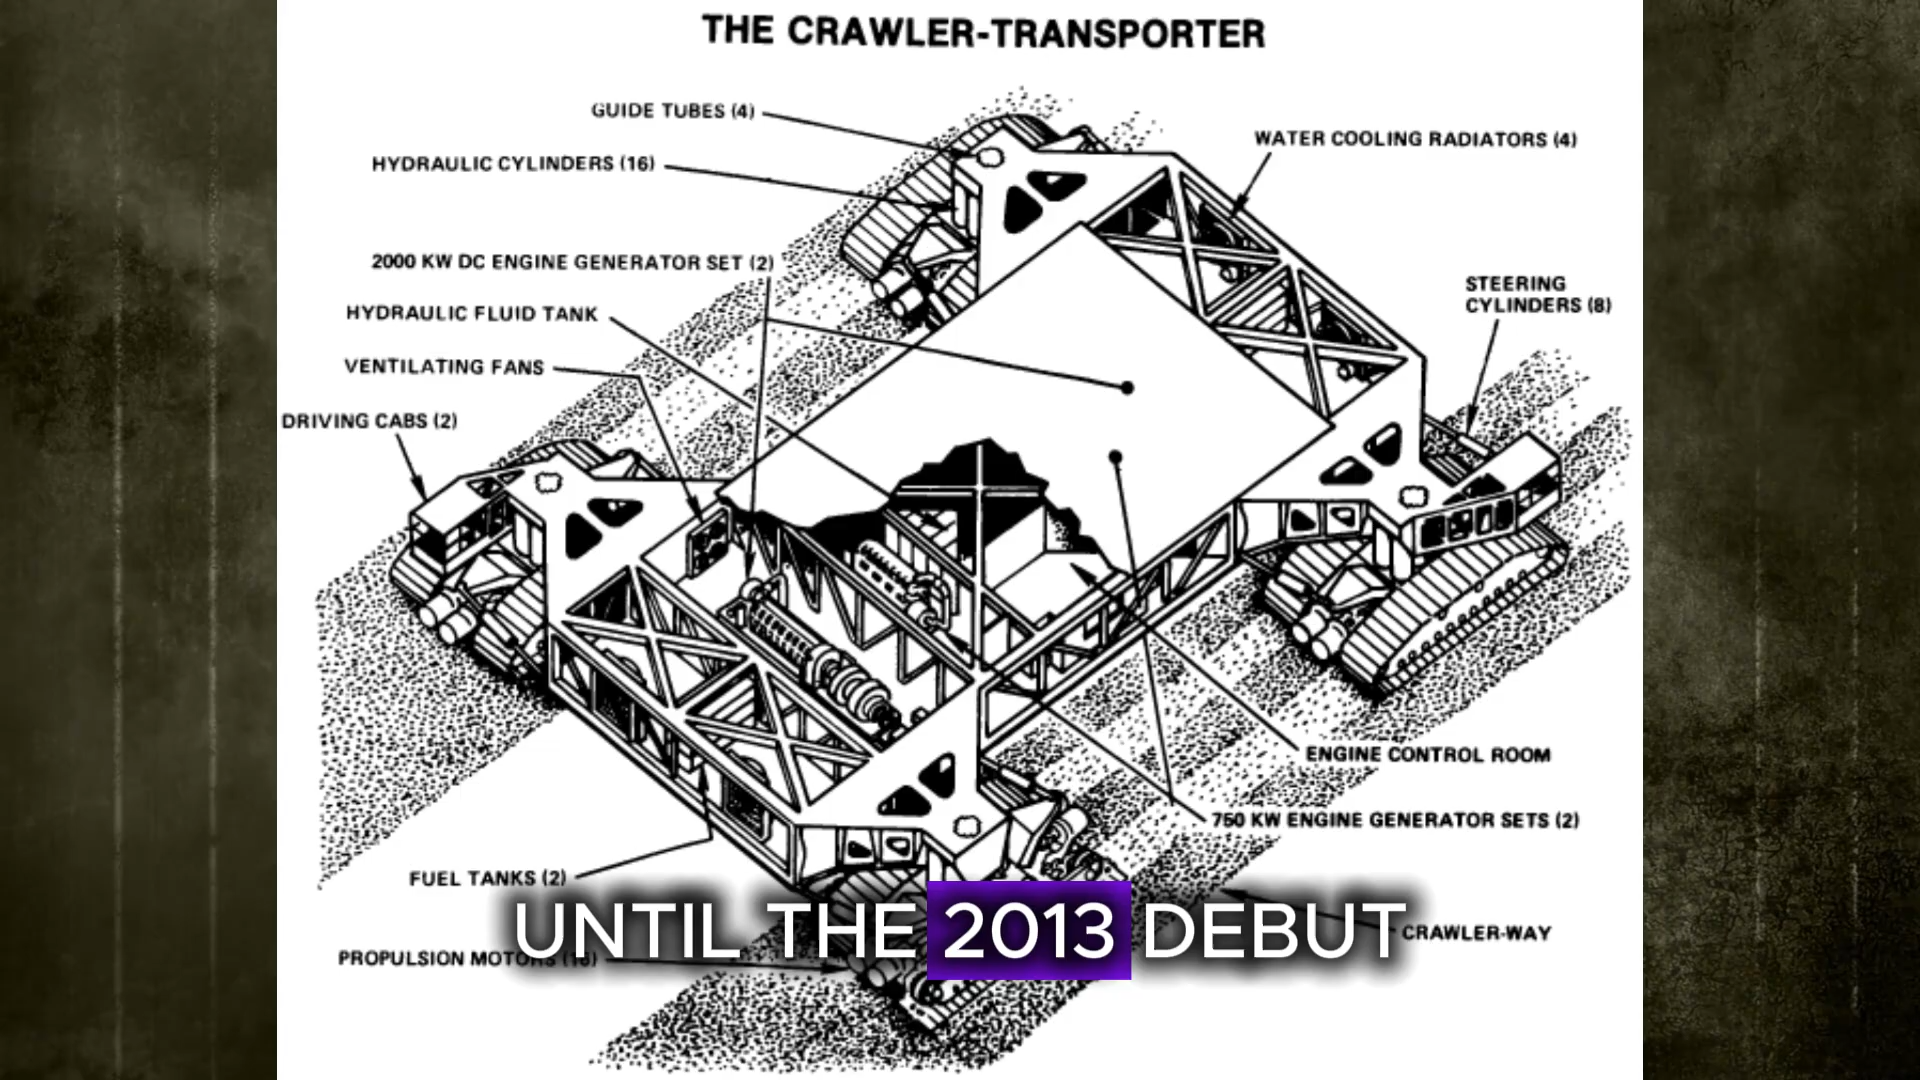 THE CRAWLER-TRANSPORTER
GUIDE TUBES (4)
WATER COOLING RADIATORS (4)
HYDRAULIC CYLINDERS (16)
2000 KW DC ENGINE GENERATOR SET (2)
STEERING
CYLINDERS (8)
HYDRAULIC FLUID TANK
VENTILATING FANS
DRIVING CABS (2)
ENGINE CONTROL ROOM
750 KW ENGINE GENERATOR SETS (2)
FUEL TANKS (2)
UNTIL THE 2013 DEBUT
CRAWLER-WAY
PROPULSION MOTORS (16)